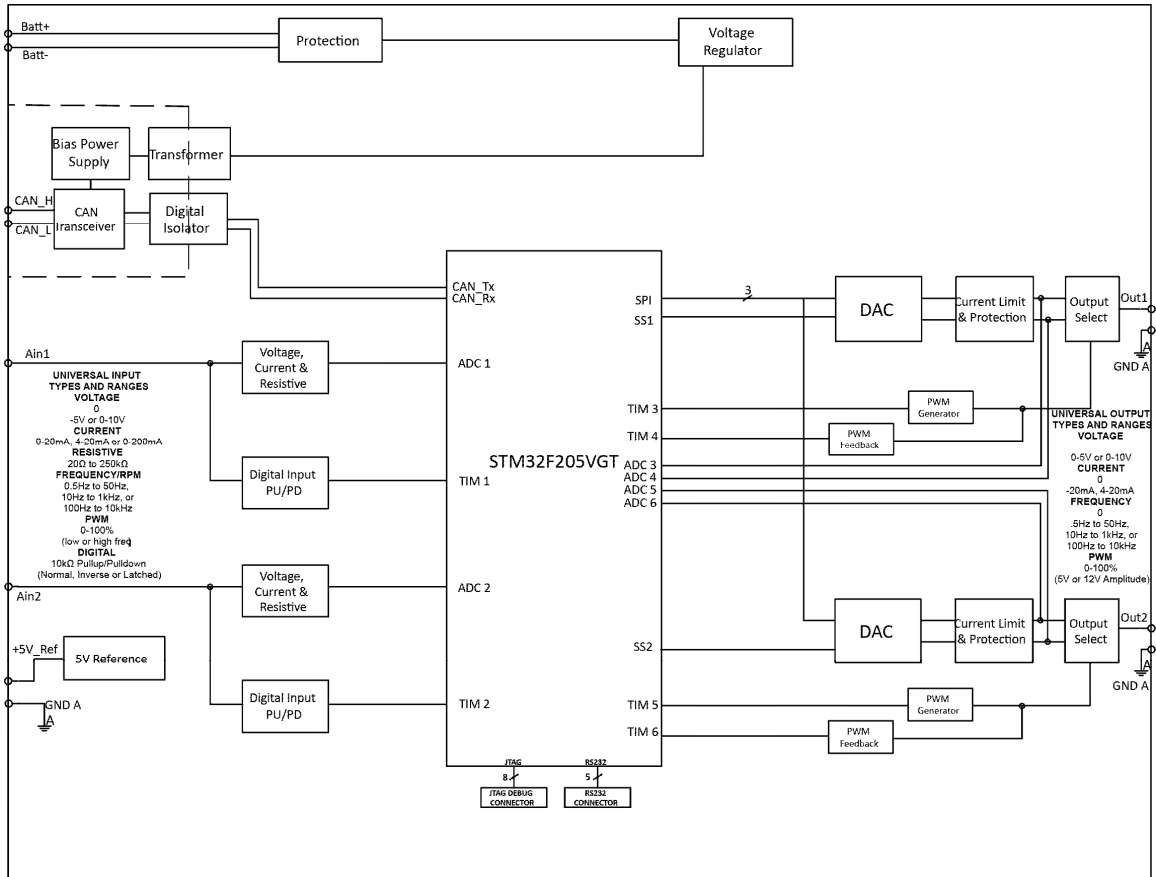 Batt+
Batt-
Protection
Voltage
Regulator
Bias Power
Supply
Transformer
CAN_H
CAN_L
CAN
Transceiver
Digital
Isolator
CAN_Tx
CAN_Rx
SPI
SS1
3
DAC
Current Limit
& Protection
Output
Select
Out1
A
GND A
Ain1
Voltage,
Current &
Resistive
ADC 1
UNIVERSAL INPUT
TYPES AND RANGES
VOLTAGE
0
-5V or 0-10V
CURRENT
0-20mA, 4-20mA or 0-200mA
RESISTIVE
20Ω to 250kΩ
FREQUENCY/RPM
0.5Hz to 50Hz,
10Hz to 1kHz, or
100Hz to 10kHz
PWM
0-100%
(low or high freq
DIGITAL
10kΩ Pullup/Pulldown
(Normal, Inverse or Latched)
Digital Input
PU/PD
TIM 1
STM32F205VGT
TIM 3
PWM
Generator
TIM 4
PWM
Feedback
ADC 3
ADC 4
ADC 5
ADC 6
UNIVERSAL OUTPUT
TYPES AND RANGES
VOLTAGE
0-5V or 0-10V
CURRENT
0
-20mA, 4-20mA
FREQUENCY
0
.5Hz to 50Hz,
10Hz to 1kHz, or
100Hz to 10kHz
PWM
0-100%
(5V or 12V Amplitude)
Ain2
Voltage,
Current &
Resistive
ADC 2
+5V_Ref
5V Reference
GND A
A
Digital Input
PU/PD
TIM 2
SS2
DAC
Current Limit
& Protection
Output
Select
Out2
A
GND A
TIM 5
PWM
Generator
TIM 6
PWM
Feedback
JTAG
8
JTAG DEBUG
CONNECTOR
RS232
5
RS232
CONNECTOR